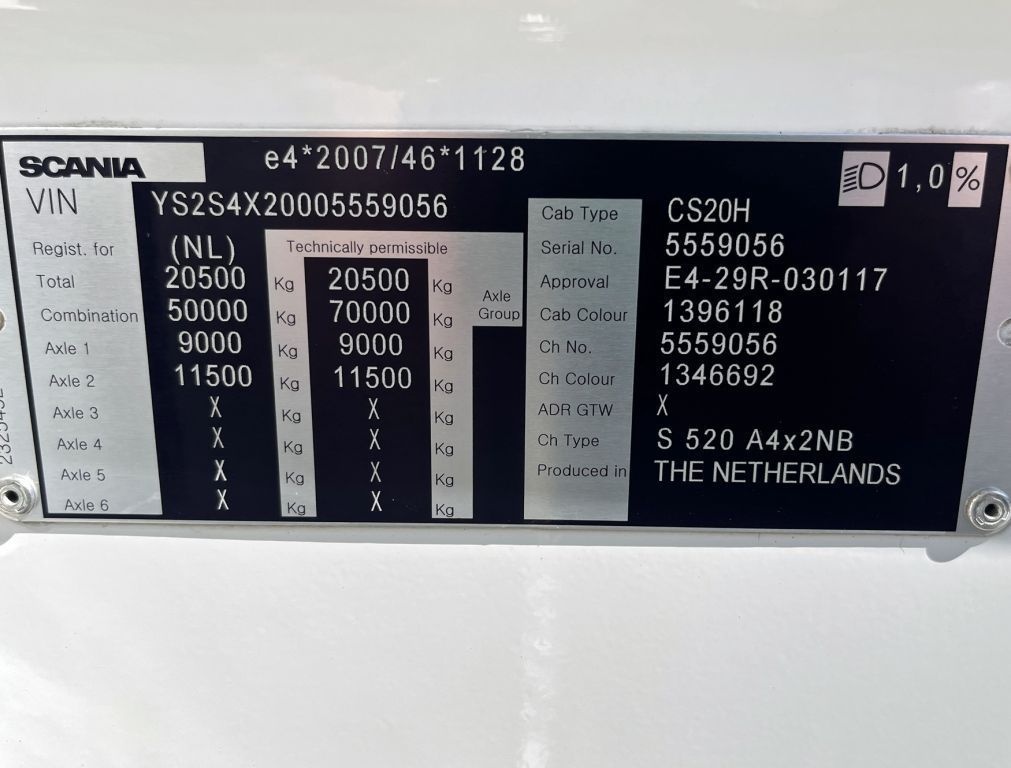 SCANIA e4*2007/46*1128 1,0 %
VIN YS2S4X20005559056
Regist. for (NL) Technically permissible
Total 20500 Kg 20500 Kg Axle Group
Combination 50000 Kg 70000 Kg
Axle 1 9000 Kg 9000 Kg
Axle 2 11500 Kg 11500 Kg
Axle 3 X Kg X Kg
Axle 4 X Kg X Kg
Axle 5 X Kg X Kg
Axle 6 X Kg X Kg
Cab Type CS20H
Serial No. 5559056
Approval E4-29R-030117
Cab Colour 1396118
Ch No. 5559056
Ch Colour 1346692
ADR GTW X
Ch Type S 520 A4x2NB
Produced in THE NETHERLANDS